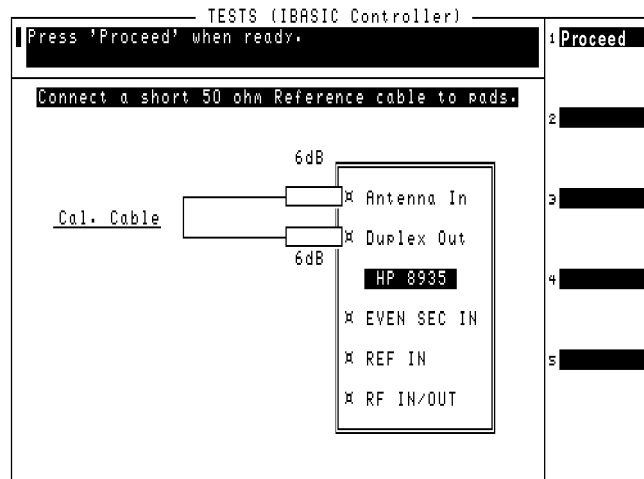 TESTS (IBASIC Controller)
Press 'Proceed' when ready.
1 Proceed
Connect a short 50 ohm Reference cable to pads.
2
6dB
Antenna In
3
Cal. Cable
Duplex Out
6dB
HP 8935
4
EVEN SEC IN
REF IN
5
RF IN/OUT